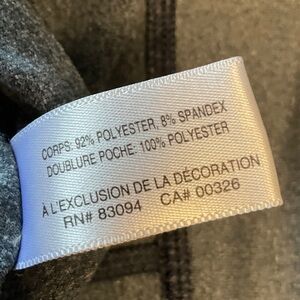 CORPS: 92% POLYESTER, 8% SPANDEX
DOUBLURE POCHE: 100% POLYESTER
À L'EXCLUSION DE LA DÉCORATION
RN# 83094 CA# 00326